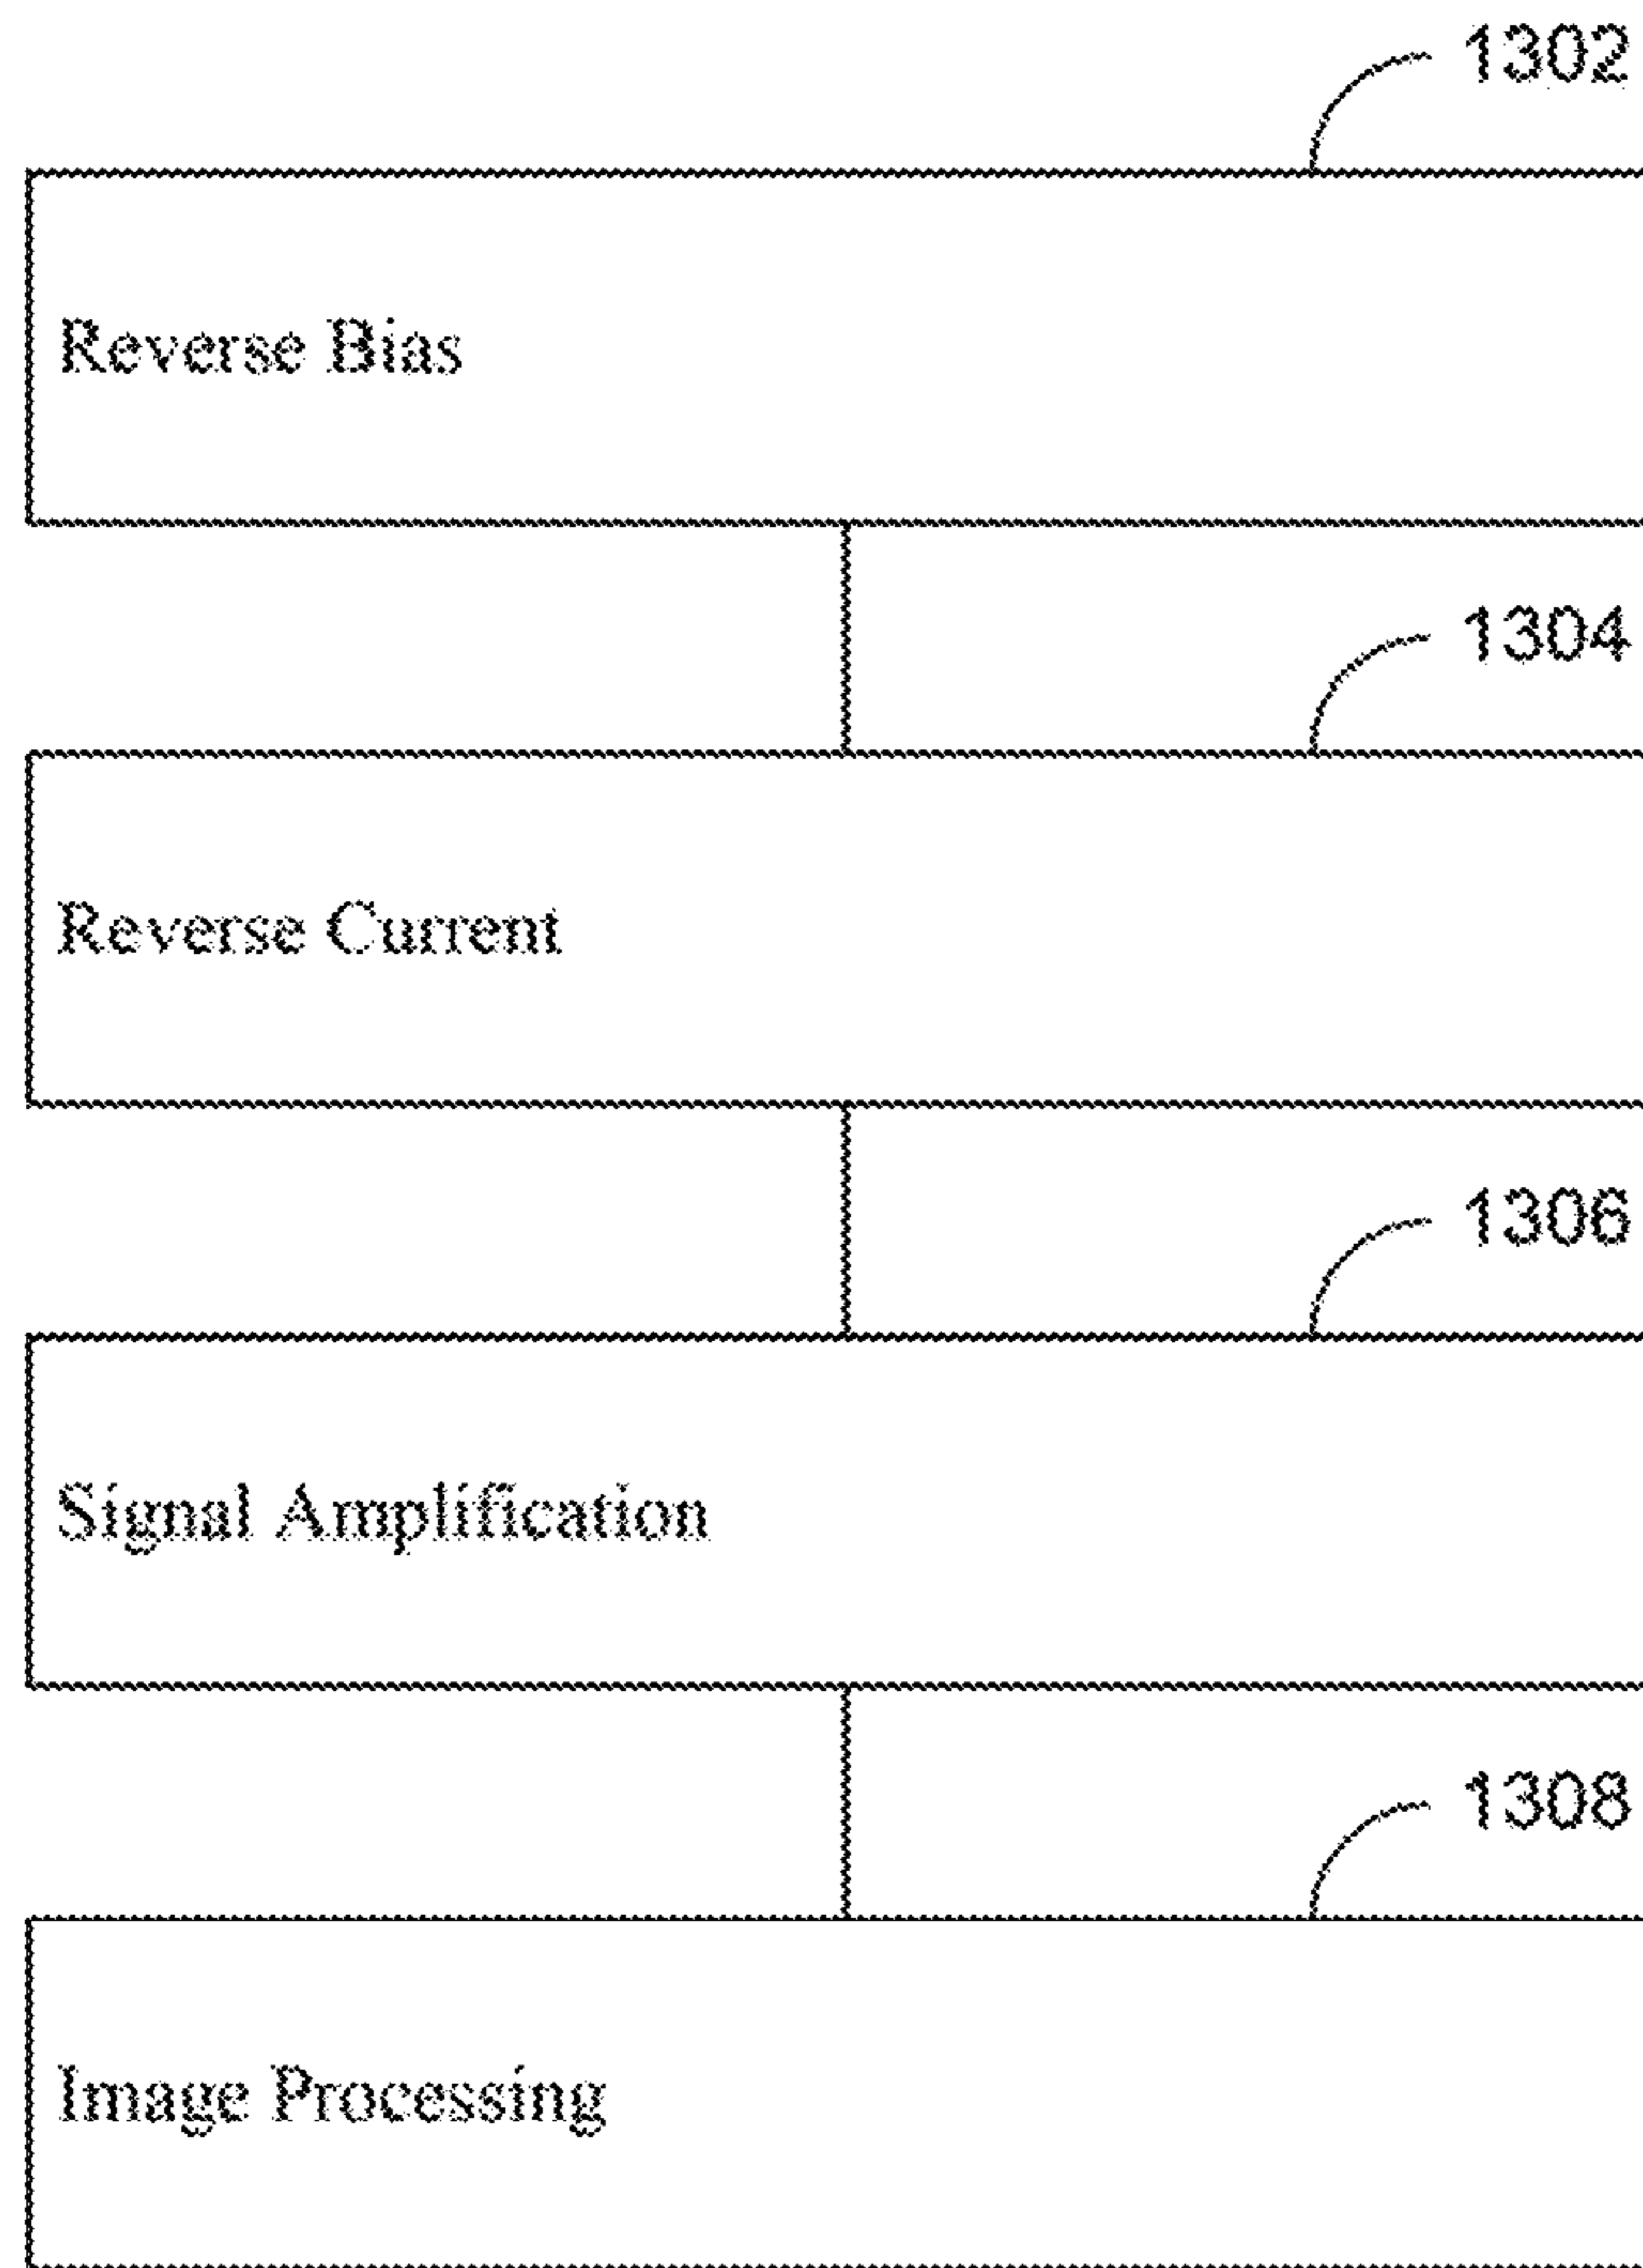 1302
Reverse Bias
1304
Reverse Current
1306
Signal Amplification
1308
Image Processing